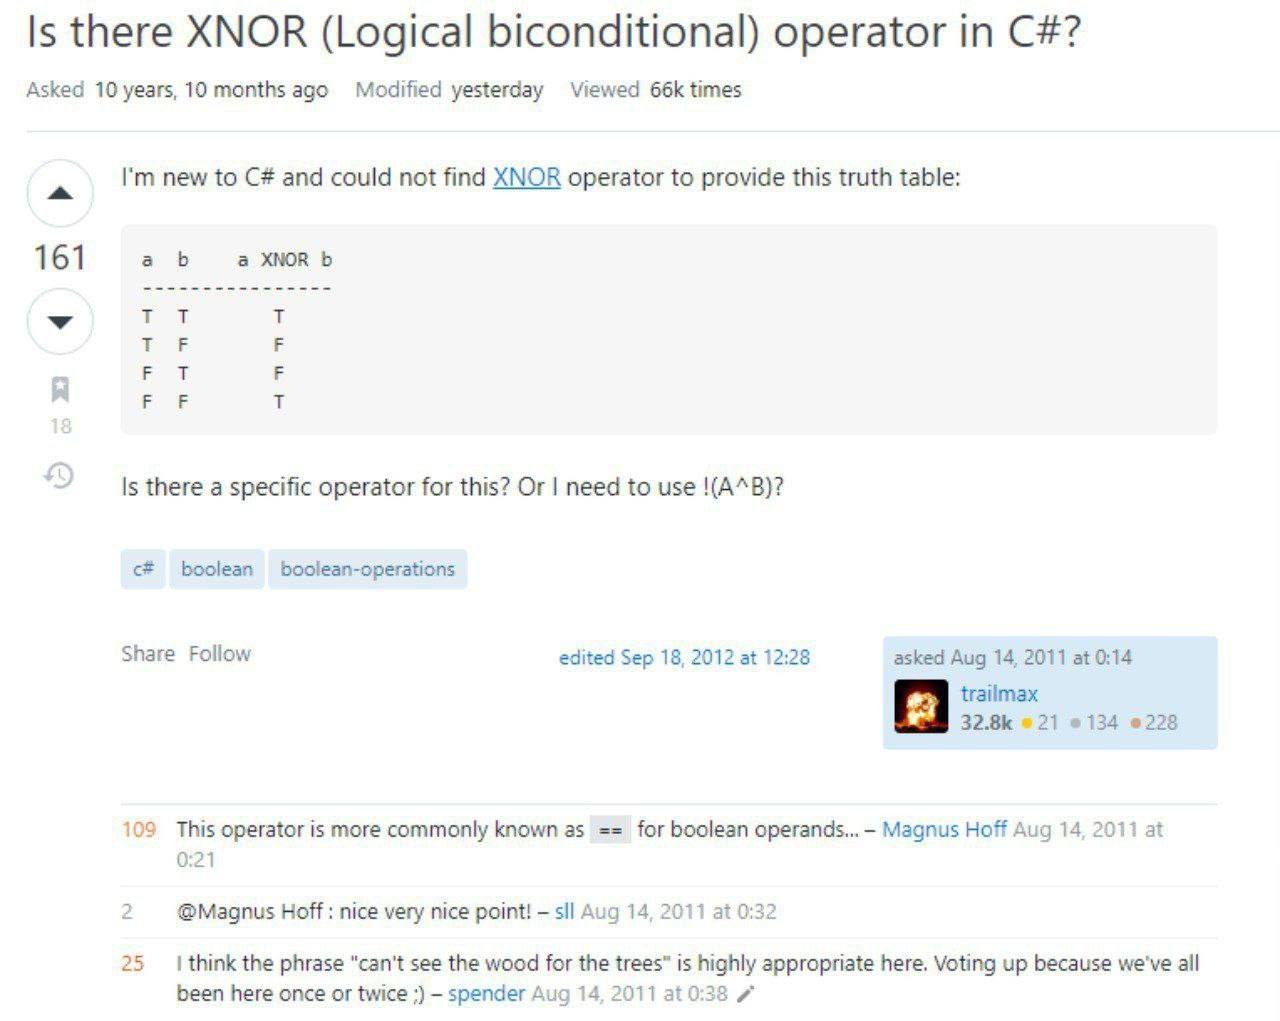 Is there XNOR (Logical biconditional) operator in C#?
Asked 10 years, 10 months ago Modified yesterday Viewed 66k times
I'm new to C# and could not find XNOR operator to provide this truth table:
161
a b a XNOR b
----------------
T T T
T F F
F T F
F F T
18
Is there a specific operator for this? Or I need to use !(A^B)?
c# boolean boolean-operations
Share Follow edited Sep 18, 2012 at 12:28 asked Aug 14, 2011 at 0:14
trailmax
32.8k 21 134 228
109 This operator is more commonly known as == for boolean operands... – Magnus Hoff Aug 14, 2011 at
0:21
2 @Magnus Hoff : nice very nice point! – sll Aug 14, 2011 at 0:32
25 I think the phrase "can't see the wood for the trees" is highly appropriate here. Voting up because we've all
been here once or twice ;) – spender Aug 14, 2011 at 0:38